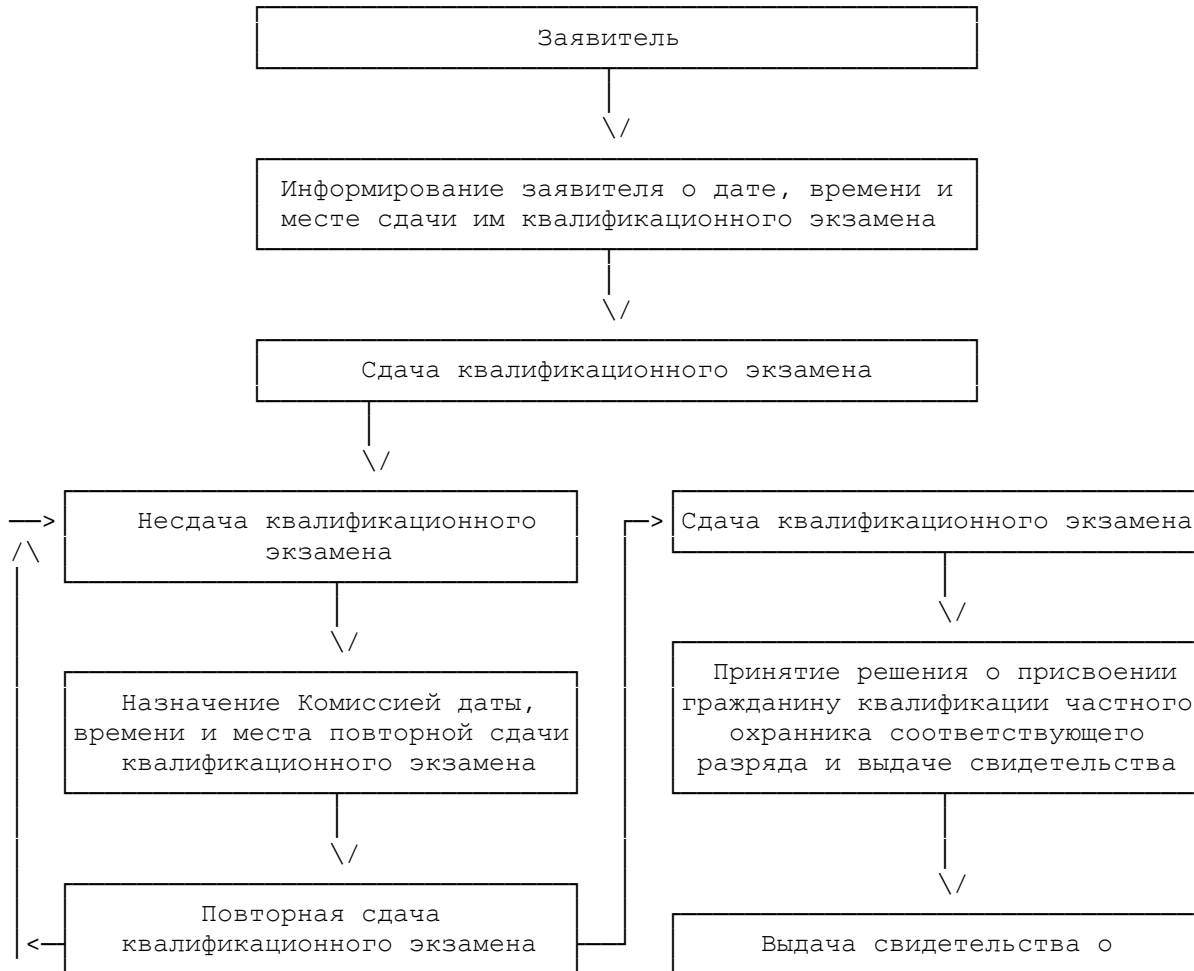 Заявитель
Информирование заявителя о дате, времени и
месте сдачи им квалификационного экзамена
Сдача квалификационного экзамена
Несдача квалификационного
экзамена
Сдача квалификационного экзамена
Назначение Комиссией даты,
времени и места повторной сдачи
квалификационного экзамена
Принятие решения о присвоении
гражданину квалификации частного
охранника соответствующего
разряда и выдаче свидетельства
Повторная сдача
квалификационного экзамена
Выдача свидетельства о